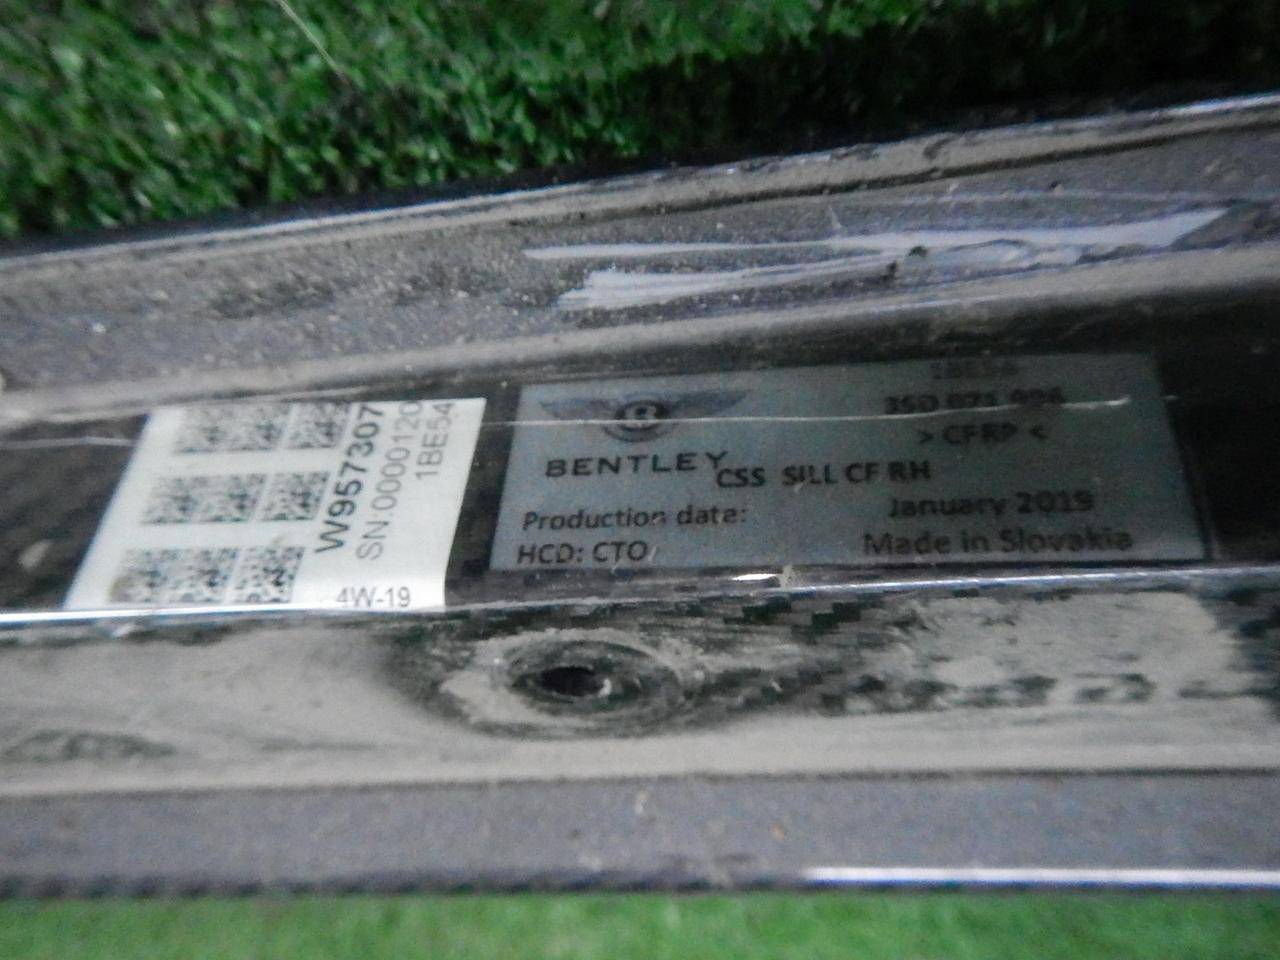 W957307
SN:00000120
1BE54
4W-19
B
BENTLEY
> CFRP <
CSS SILL CF RH
Production date:
January 2019
HCD: CTO
Made in Slovakia